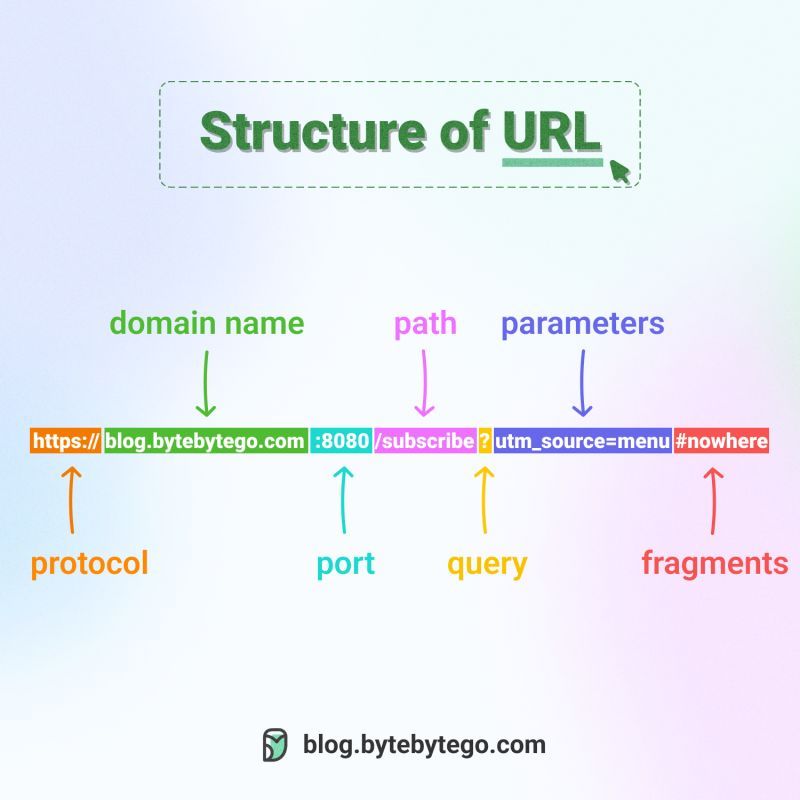 Structure of URL
domain name path parameters
https:// blog.bytebytego.com :8080 /subscribe ? utm_source=menu #nowhere
protocol port query fragments
blog.bytebytego.com